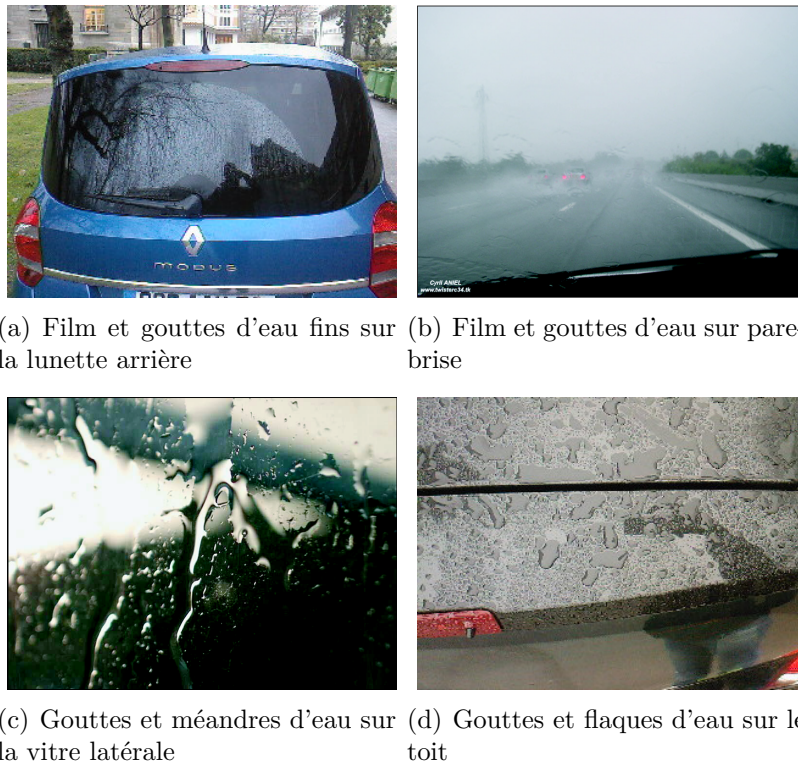 MODUS
Cyril ANIEL
www.twisterc34.tk
(a) Film et gouttes d'eau fins sur
la lunette arrière
(b) Film et gouttes d'eau sur pare-
brise
(c) Gouttes et méandres d'eau sur
la vitre latérale
(d) Gouttes et flaques d'eau sur le
toit